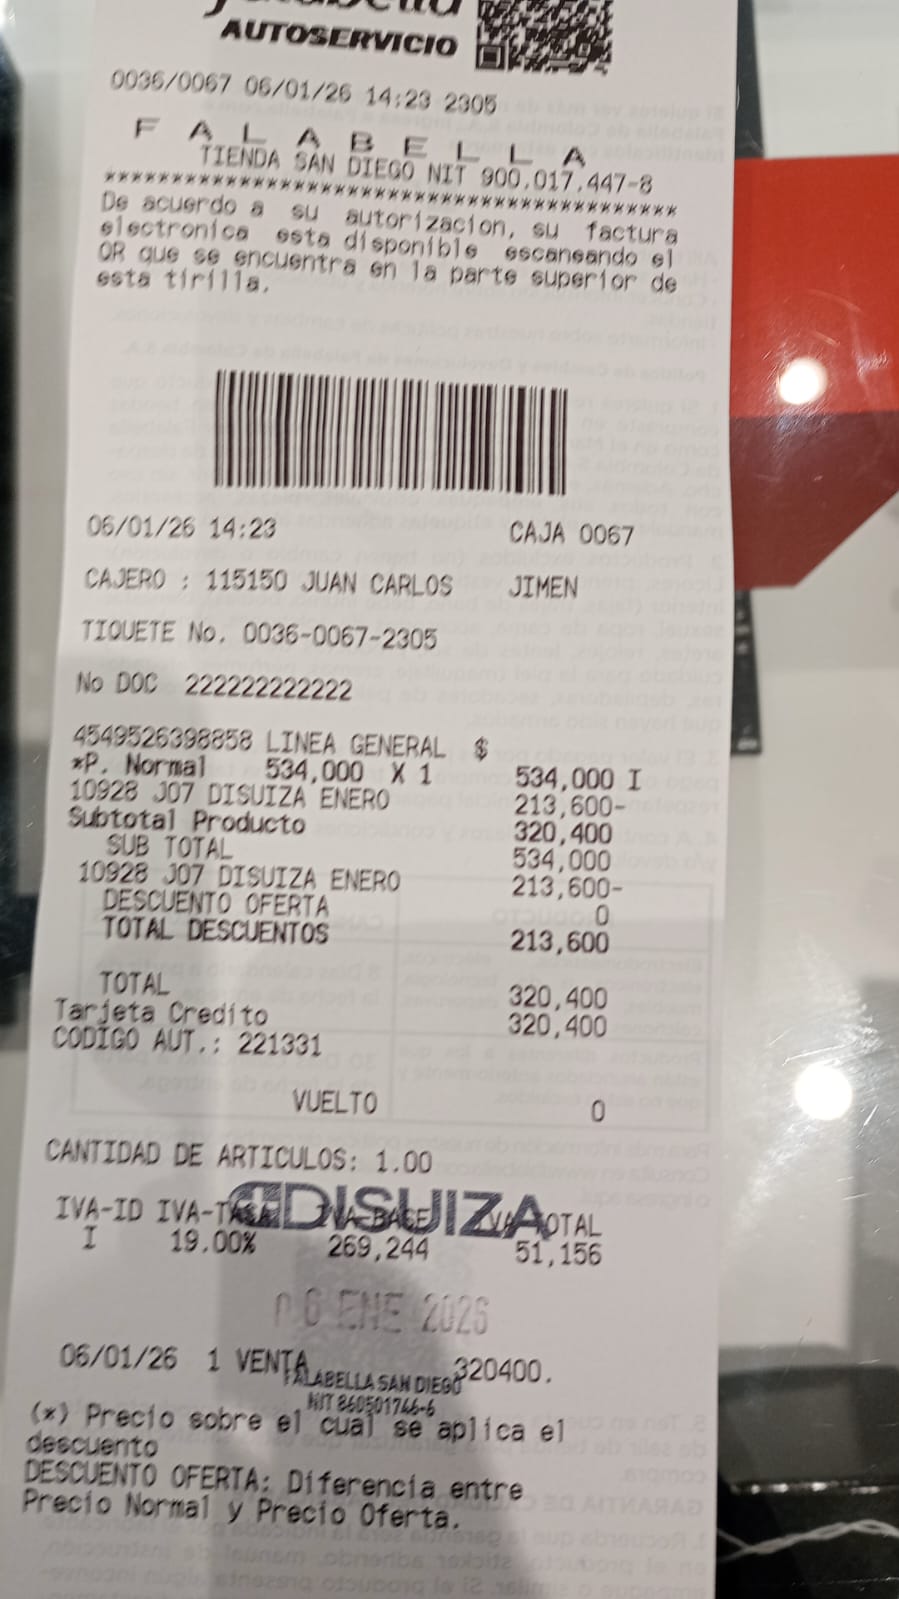 AUTOSERVICIO
0036/0067 06/01/26 14:23 2305
F A L A B E L L A
TIENDA SAN DIEGO NIT 900.017.447-8
****************************************
De acuerdo a su autorizacion, su factura
electronica esta disponible escaneando el
QR que se encuentra en la parte superior de
esta tirilla.
06/01/26 14:23 CAJA 0067
CAJERO : 115150 JUAN CARLOS JIMEN
TIQUETE No. 0036-0067-2305
No DOC 222222222222
4549526398858 LINEA GENERAL $
*P. Normal 534,000 X 1 534,000 I
10928 J07 DISUIZA ENERO 213,600-
Subtotal Producto 320,400
SUB TOTAL 534,000
10928 J07 DISUIZA ENERO 213,600-
DESCUENTO OFERTA 0
TOTAL DESCUENTOS 213,600
TOTAL 320,400
Tarjeta Credito 320,400
CODIGO AUT.: 221331
VUELTO 0
CANTIDAD DE ARTICULOS: 1.00
DISUIZA
IVA-ID IVA-TASA IVA-BASE IVA-TOTAL
I 19.00% 269,244 51,156
06 ENE 2026
06/01/26 1 VENTA 320400.
FALABELLA SAN DIEGO
NIT 860501746-6
(*) Precio sobre el cual se aplica el
descuento
DESCUENTO OFERTA: Diferencia entre
Precio Normal y Precio Oferta.